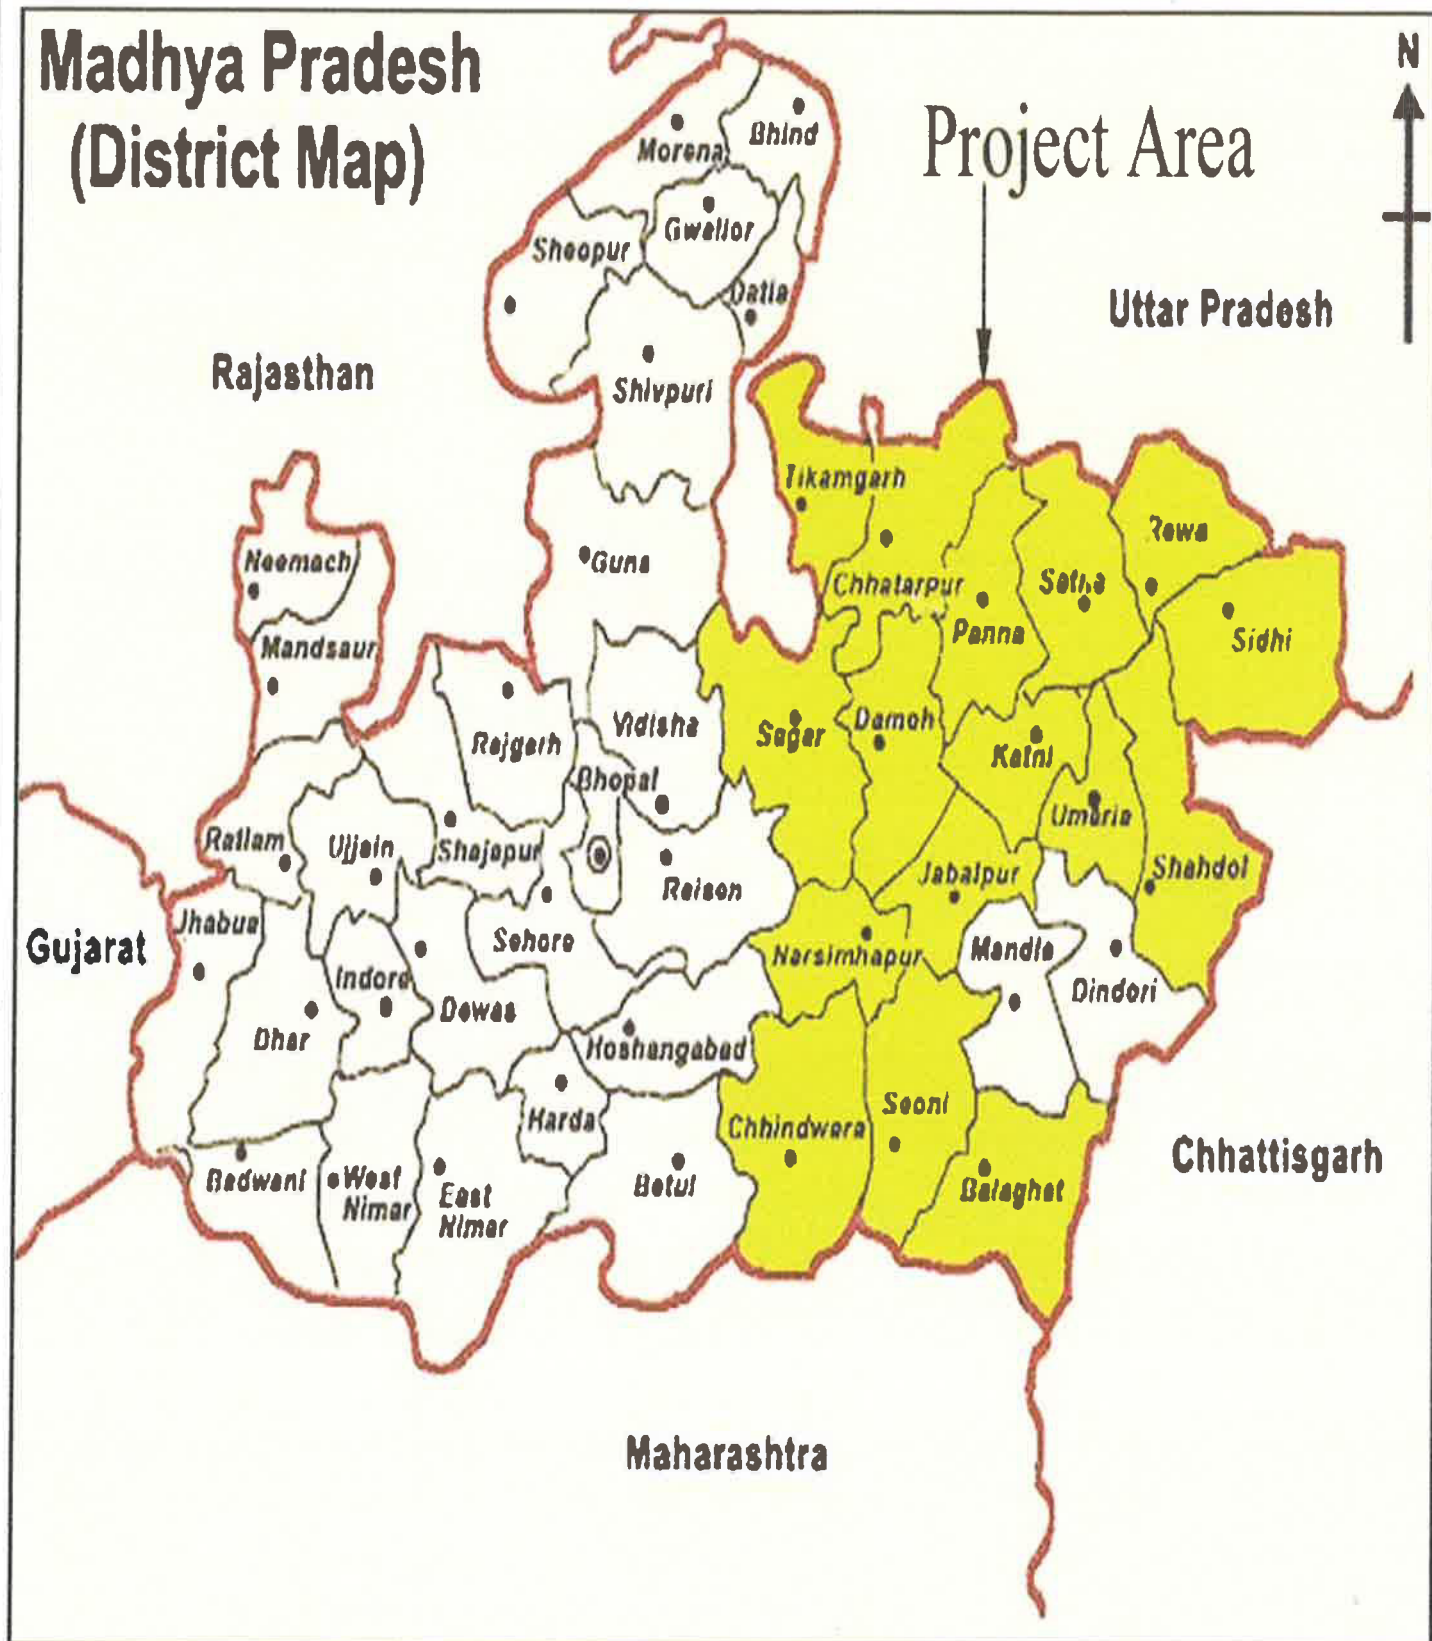 Madhya Pradesh
(District Map)
N
Project Area
Bhind
Morena
Gwalior
Sheopur
Datia
Uttar Pradesh
Rajasthan
Shivpuri
Tikamgarh
Rewa
Neemach
Guna
Chhatarpur
Satna
Panna
Sidhi
Mandsaur
Vidisha
Sagar
Damoh
Rajgarh
Katni
Bhopal
Umaria
Ratlam
Ujjain
Shajapur
Raisen
Jabalpur
Shahdol
Jhabua
Gujarat
Sehore
Narsimhapur
Mandla
Indore
Dindori
Dhar
Dewas
Hoshangabad
Harda
Chhindwara
Seoni
Chhattisgarh
Badwani
West
Nimar
East
Nimar
Betul
Balaghat
Maharashtra